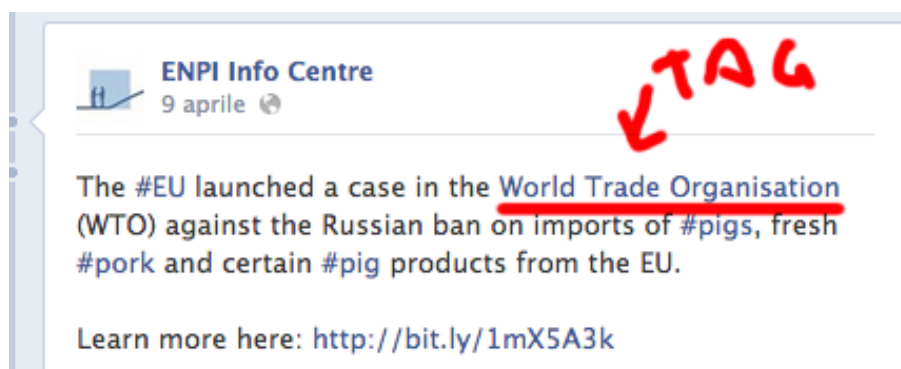 ENPI Info Centre
9 aprile
TAG
The #EU launched a case in the World Trade Organisation
(WTO) against the Russian ban on imports of #pigs, fresh
#pork and certain #pig products from the EU.
Learn more here: http://bit.ly/1mX5A3k